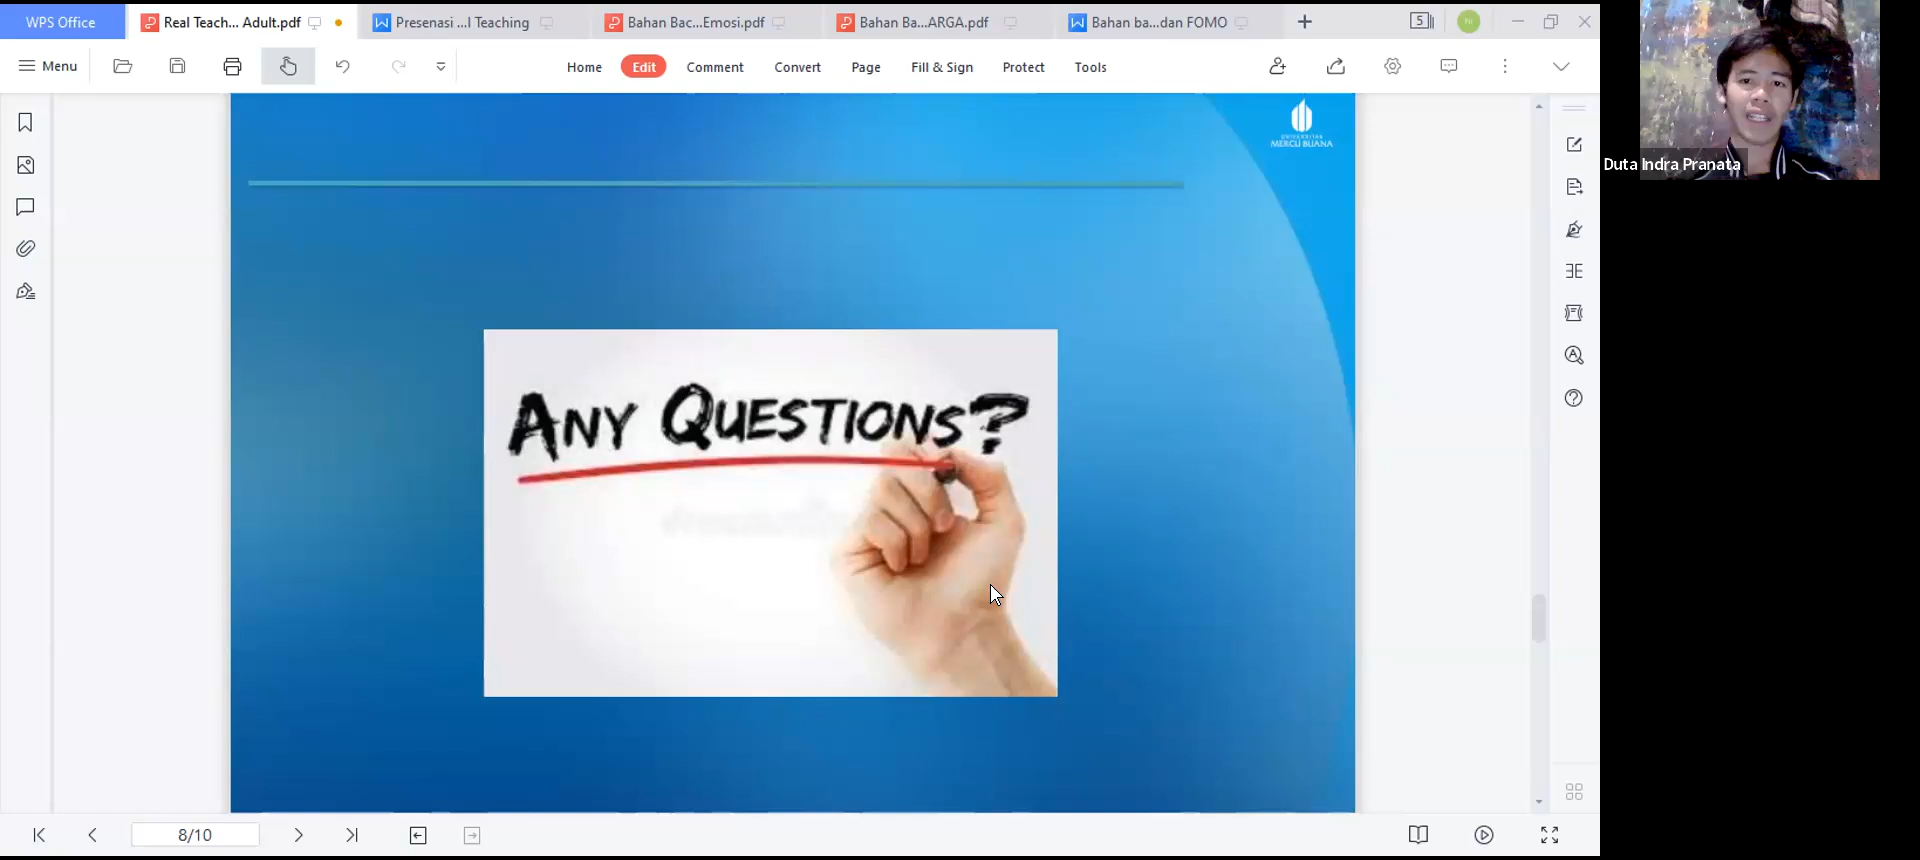 WPS Office
Real Teach... Adult.pdf
Presenasi ...l Teaching
Bahan Bac...Emosi.pdf
Bahan Ba...ARGA.pdf
Bahan ba...dan FOMO
5
Menu
Home
Edit
Comment
Convert
Page
Fill & Sign
Protect
Tools
UNIVERSITAS
MERCU BUANA
Duta Indra Pranata
ANY QUESTIONS?
8/10